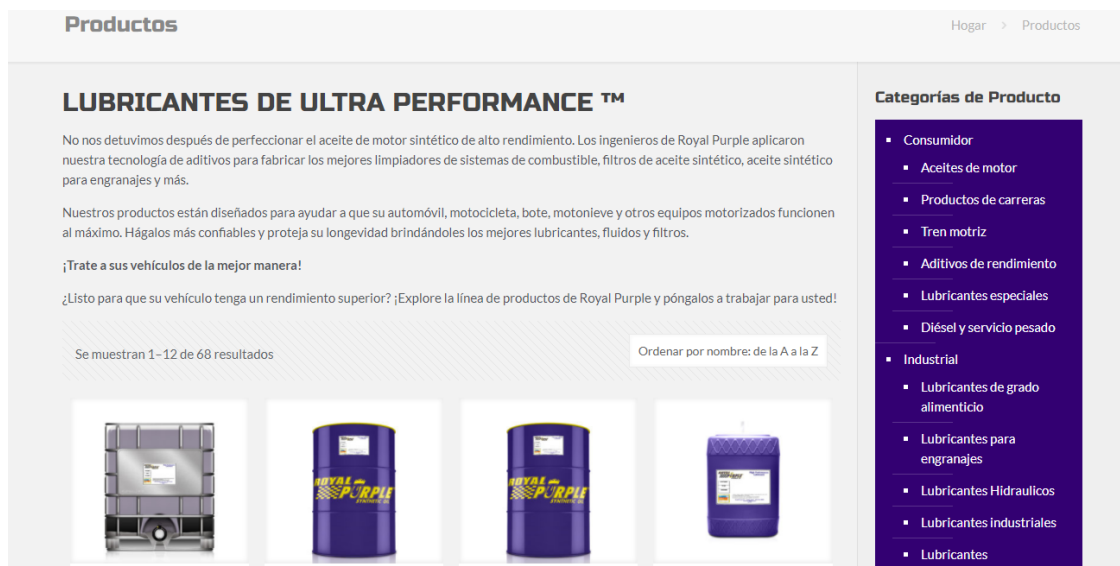 Productos
Hogar > Productos
LUBRICANTES DE ULTRA PERFORMANCE ™
No nos detuvimos después de perfeccionar el aceite de motor sintético de alto rendimiento. Los ingenieros de Royal Purple aplicaron
nuestra tecnología de aditivos para fabricar los mejores limpiadores de sistemas de combustible, filtros de aceite sintético, aceite sintético
para engranajes y más.
Nuestros productos están diseñados para ayudar a que su automóvil, motocicleta, bote, motonieve y otros equipos motorizados funcionen
al máximo. Hágalos más confiables y proteja su longevidad brindándoles los mejores lubricantes, fluidos y filtros.
¡Trate a sus vehículos de la mejor manera!
¿Listo para que su vehículo tenga un rendimiento superior? ¡Explore la línea de productos de Royal Purple y póngalos a trabajar para usted!
Se muestran 1–12 de 68 resultados
Ordenar por nombre: de la A a la Z
ROYAL
PURPLE
SYNTHETIC OIL
ROYAL
PURPLE
SYNTHETIC OIL
Categorías de Producto
Consumidor
Aceites de motor
Productos de carreras
Tren motriz
Aditivos de rendimiento
Lubricantes especiales
Diésel y servicio pesado
Industrial
Lubricantes de grado
alimenticio
Lubricantes para
engranajes
Lubricantes Hidraulicos
Lubricantes industriales
Lubricantes